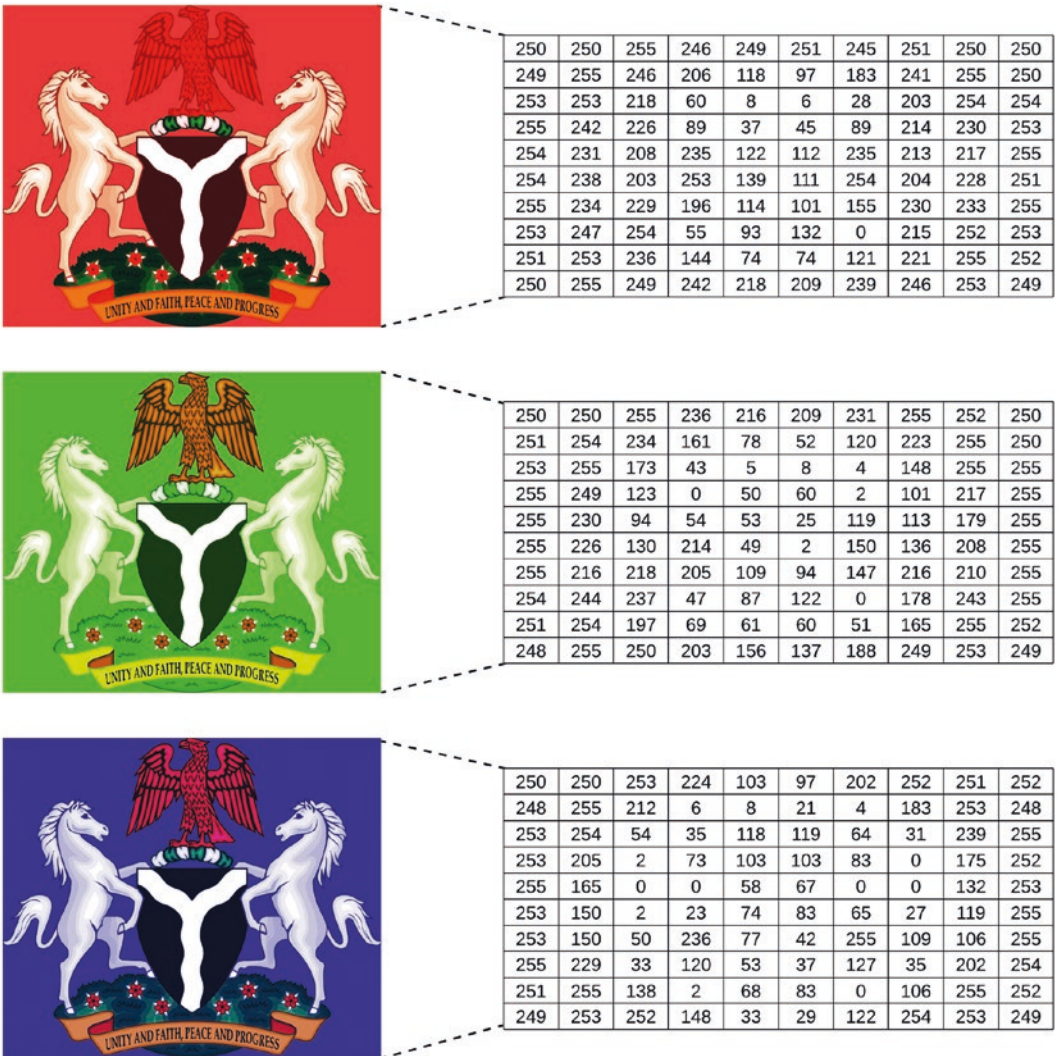 250 250 255 246 249 251 245 251 250 250
249 255 246 206 118 97 183 241 255 250
253 253 218 60 8 6 28 203 254 254
255 242 226 89 37 45 89 214 230 253
254 231 208 235 122 112 235 213 217 255
254 238 203 253 139 111 254 204 228 251
255 234 229 196 114 101 155 230 233 255
253 247 254 55 93 132 0 215 252 253
251 253 236 144 74 74 121 221 255 252
250 255 249 242 218 209 239 246 253 249
UNITY AND FAITH, PEACE AND PROGRESS
250 250 255 236 216 209 231 255 252 250
251 254 234 161 78 52 120 223 255 250
253 255 173 43 5 8 4 148 255 255
255 249 123 0 50 60 2 101 217 255
255 230 94 54 53 25 119 113 179 255
255 226 130 214 49 2 150 136 208 255
255 216 218 205 109 94 147 216 210 255
254 244 237 47 87 122 0 178 243 255
251 254 197 69 61 60 51 165 255 252
248 255 250 203 156 137 188 249 253 249
UNITY AND FAITH, PEACE AND PROGRESS
250 250 253 224 103 97 202 252 251 252
248 255 212 6 8 21 4 183 253 248
253 254 54 35 118 119 64 31 239 255
253 205 2 73 103 103 83 0 175 252
255 165 0 0 58 67 0 0 132 253
253 150 2 23 74 83 65 27 119 255
253 150 50 236 77 42 255 109 106 255
255 229 33 120 53 37 127 35 202 254
251 255 138 2 68 83 0 106 255 252
249 253 252 148 33 29 122 254 253 249
UNITY AND FAITH, PEACE AND PROGRESS